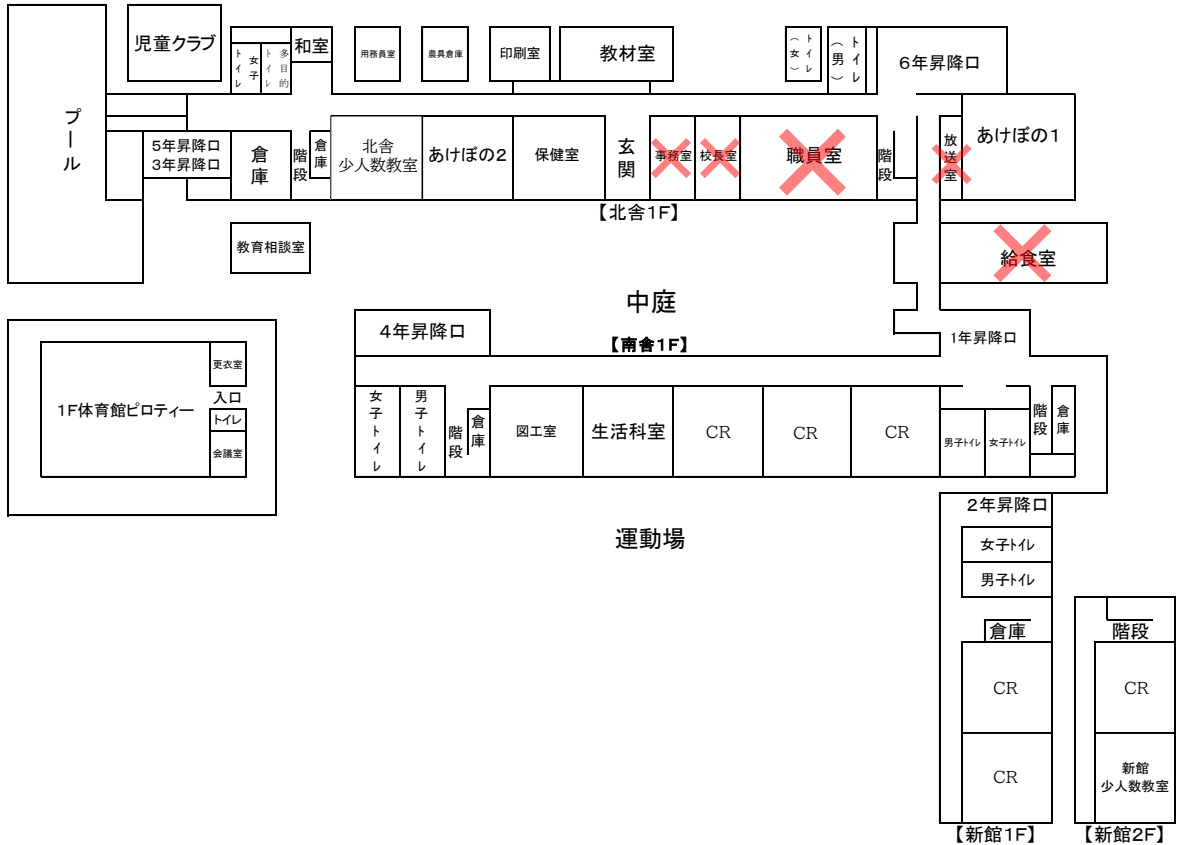 児童クラブ
女子トイレ
多目的トイレ
和室
用務員室
農具倉庫
印刷室
教材室
トイレ（女）
トイレ（男）
6年昇降口
プール
5年昇降口
3年昇降口
倉庫
階段
倉庫
北舎
少人数教室
あけぼの2
保健室
玄関
事務室
校長室
職員室
階段
放送室
あけぼの1
【北舎1F】
教育相談室
給食室
中庭
4年昇降口
【南舎1F】
1年昇降口
更衣室
1F体育館ピロティー
入口
トイレ
会議室
女子トイレ
男子トイレ
階段
倉庫
図工室
生活科室
CR
CR
CR
男子トイレ
女子トイレ
階段
倉庫
2年昇降口
運動場
女子トイレ
男子トイレ
倉庫
階段
CR
CR
CR
新館
少人数教室
【新館1F】
【新館2F】